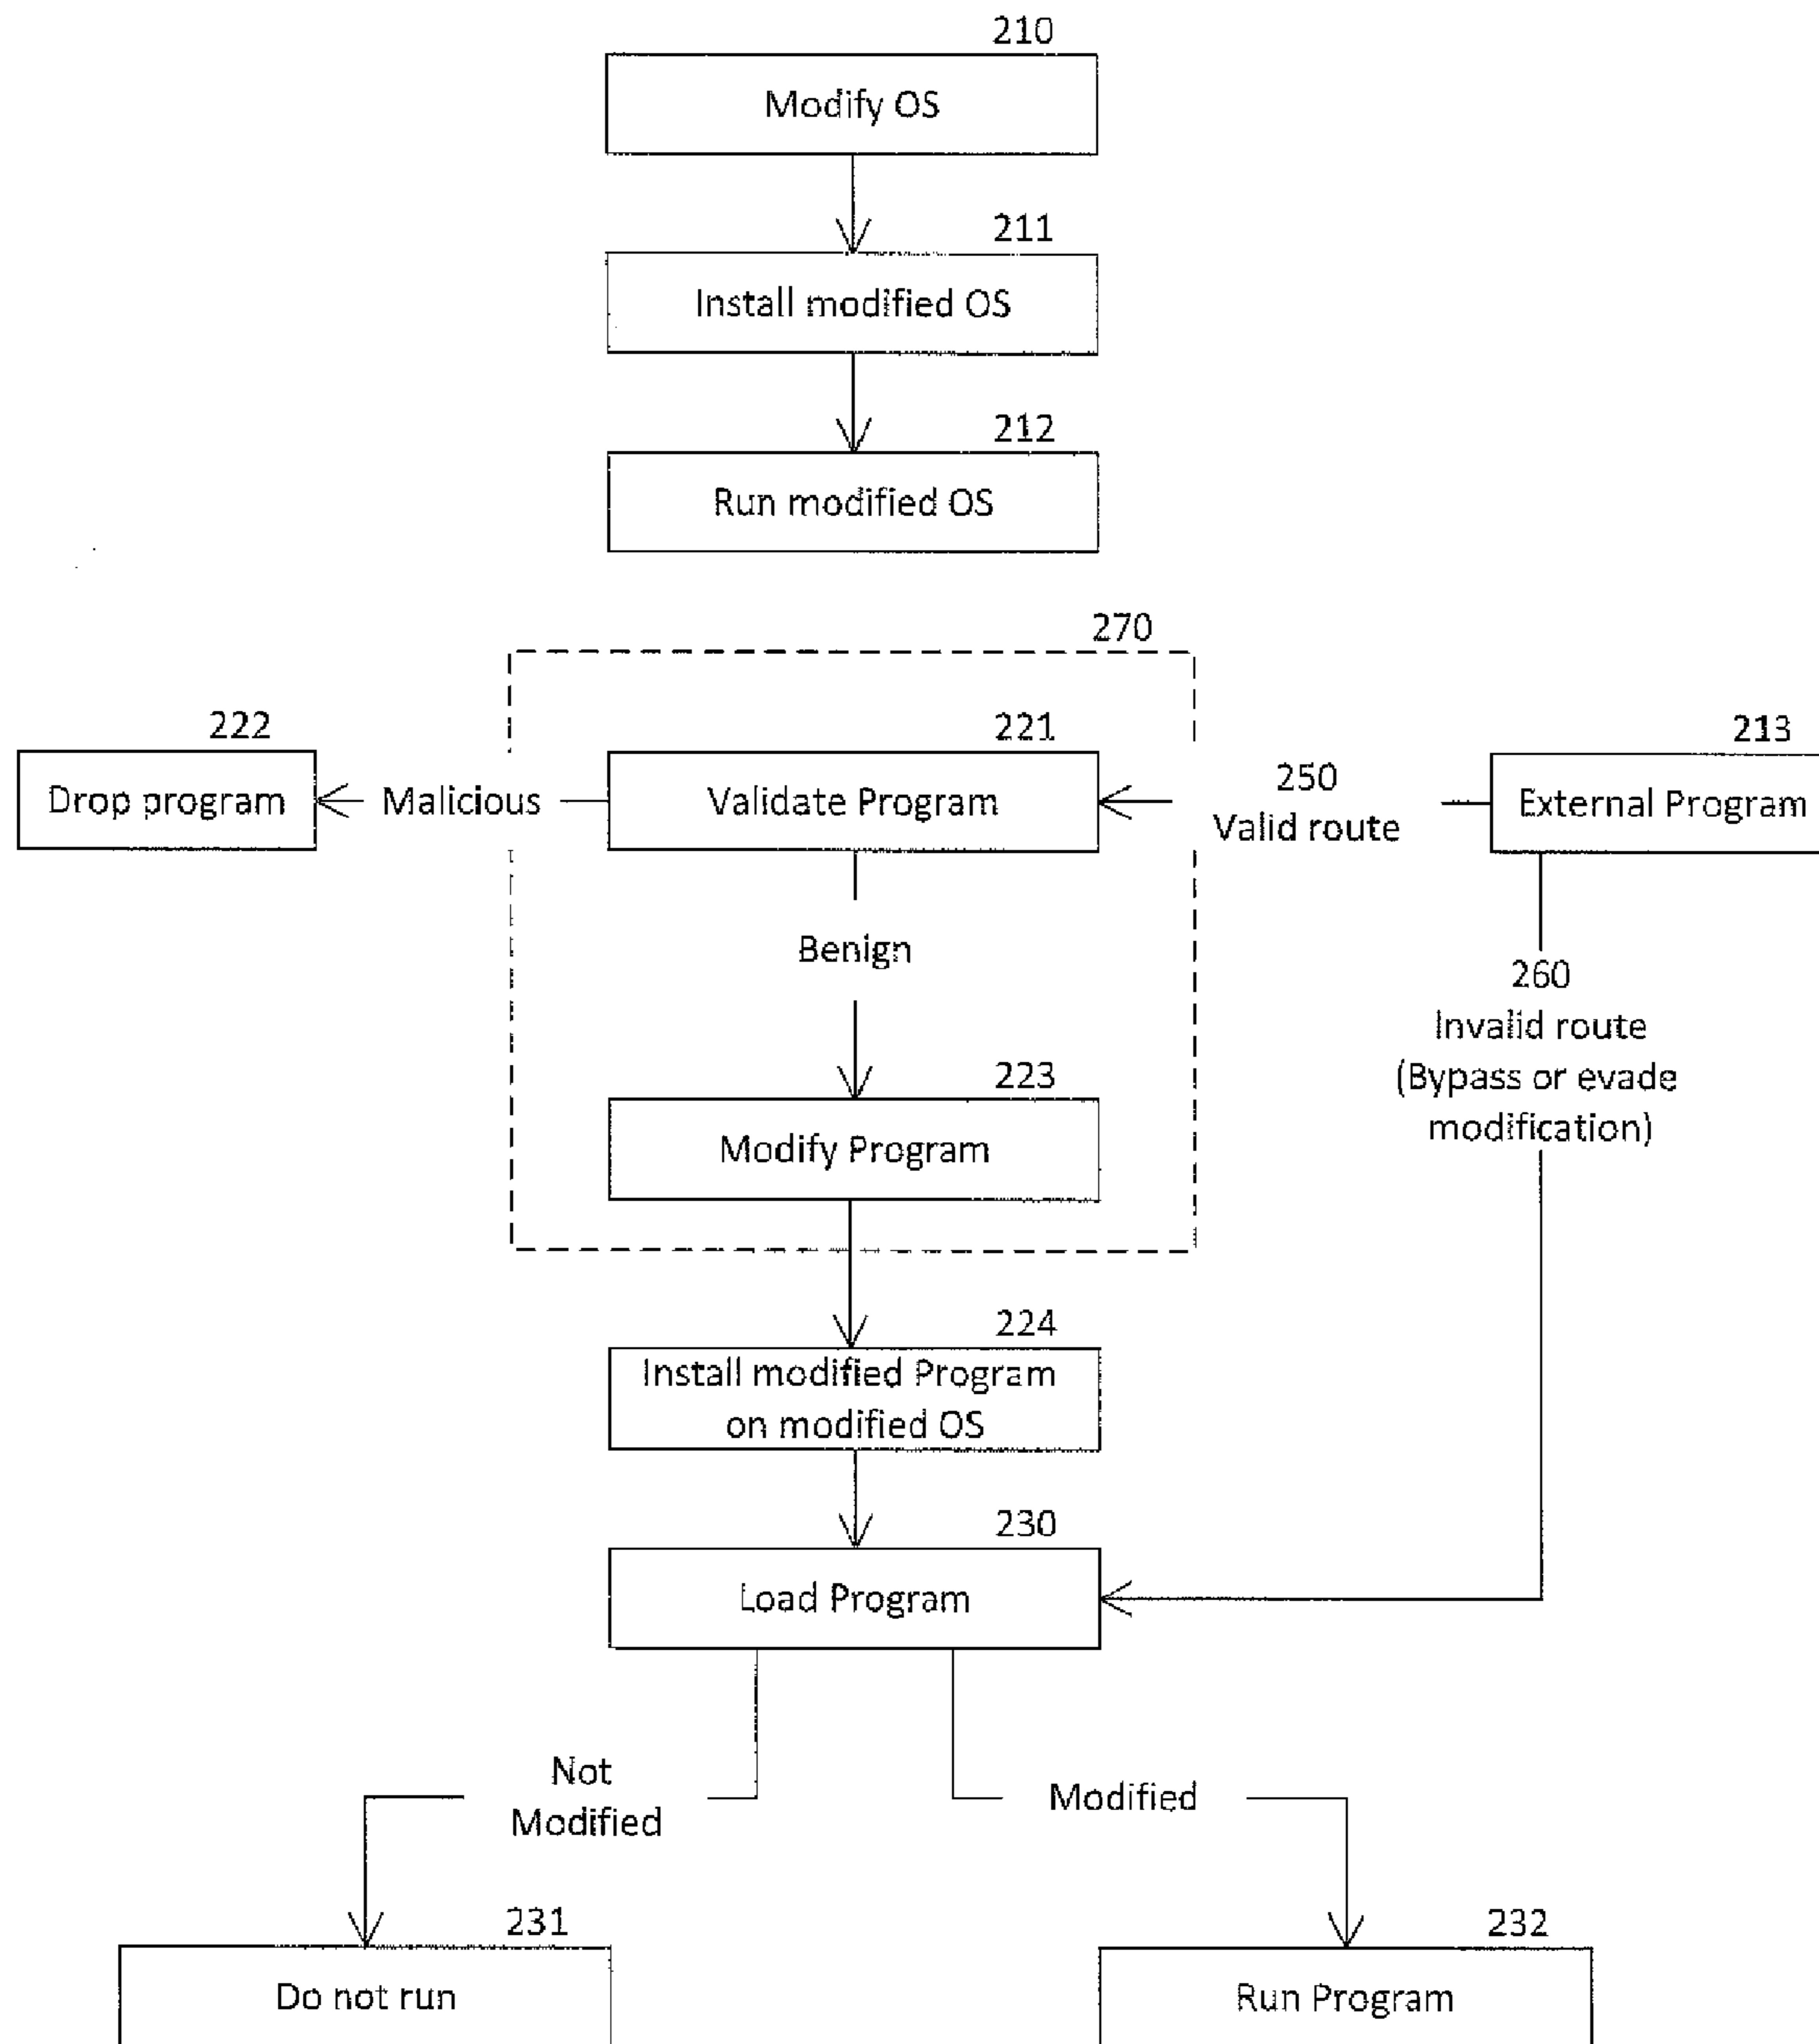 210
Modify OS
211
Install modified OS
212
Run modified OS
270
222
Drop program
Malicious
221
Validate Program
250
Valid route
213
External Program
Benign
260
Invalid route
(Bypass or evade
modification)
223
Modify Program
224
Install modified Program
on modified OS
230
Load Program
Not
Modified
Modified
231
Do not run
232
Run Program